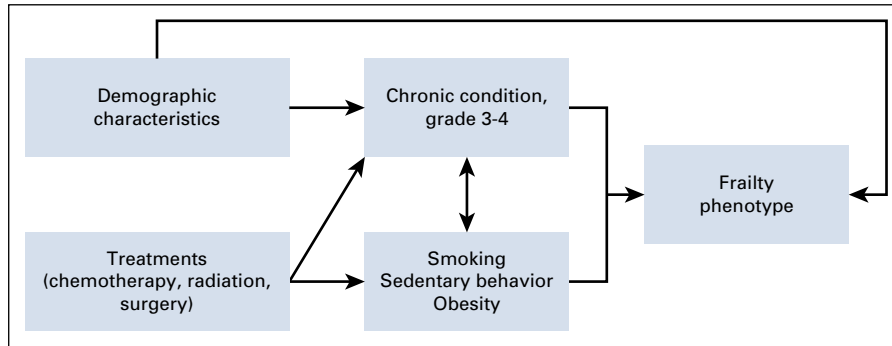 Demographic
characteristics
Chronic condition,
grade 3-4
Frailty
phenotype
Treatments
(chemotherapy, radiation,
surgery)
Smoking
Sedentary behavior
Obesity